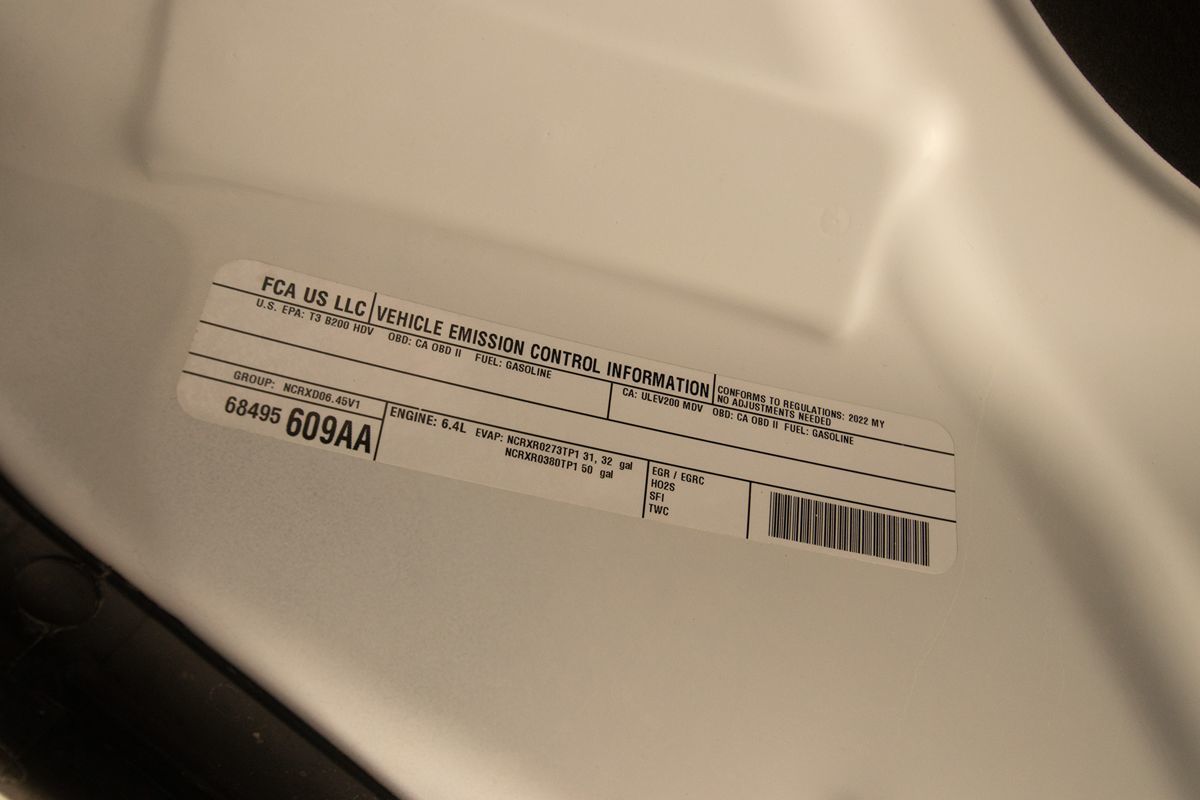 FCA US LLC VEHICLE EMISSION CONTROL INFORMATION
CONFORMS TO REGULATIONS: 2022 MY
NO ADJUSTMENTS NEEDED
U.S. EPA: T3 B200 HDV OBD: CA OBD II FUEL: GASOLINE
CA: ULEV200 MDV OBD: CA OBD II FUEL: GASOLINE
GROUP: NCRXD06.45V1
68495 609AA
ENGINE: 6.4L EVAP: NCRXR0273TP1 31, 32 gal
NCRXR0380TP1 50 gal
EGR / EGRC
HO2S
SFI
TWC